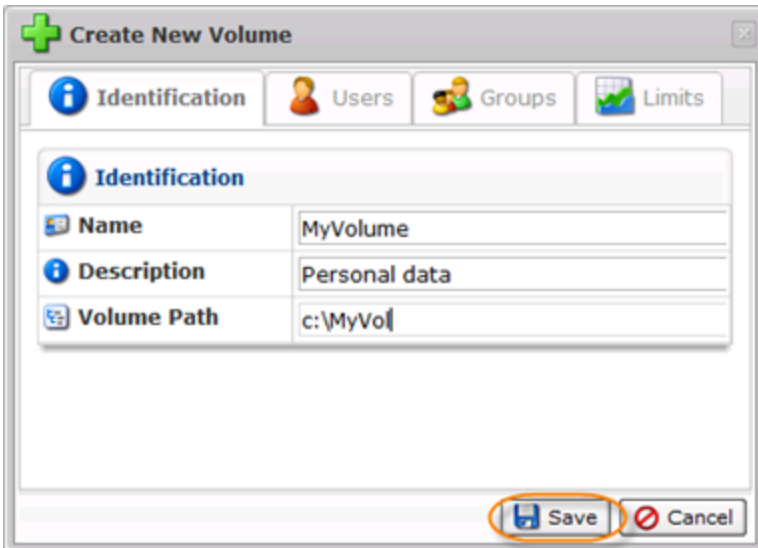 Create New Volume
Identification Users Groups Limits
Identification
Name MyVolume
Description Personal data
Volume Path c:\MyVol
Save Cancel